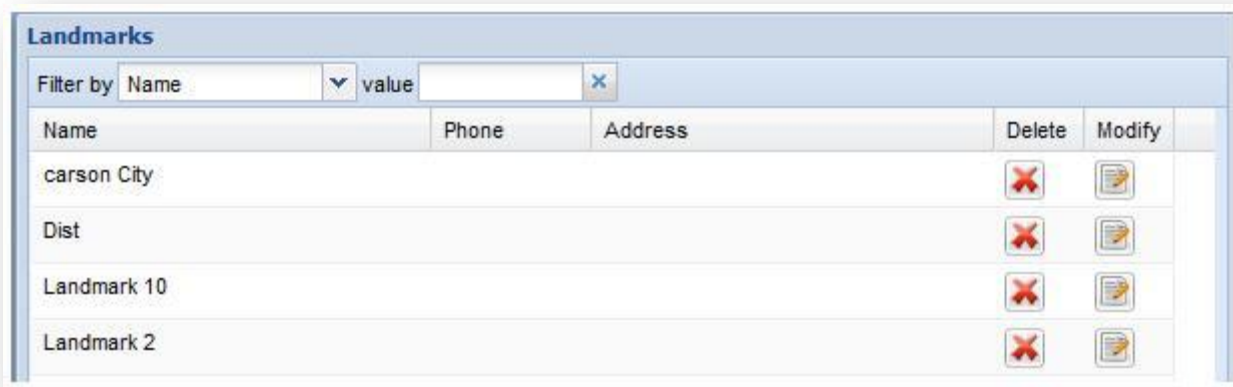 Landmarks
Filter by Name value
Name Phone Address Delete Modify
carson City
Dist
Landmark 10
Landmark 2